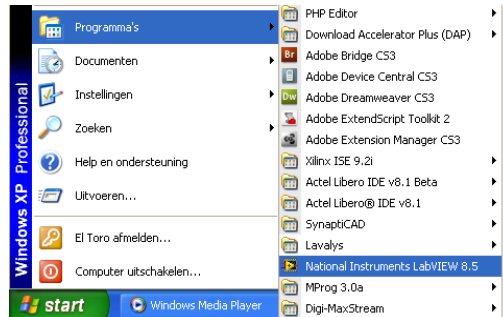 Windows XP Professional
Programma's
Documenten
Instellingen
Zoeken
Help en ondersteuning
Uitvoeren...
El Toro afmelden...
Computer uitschakelen...
start
Windows Media Player
PHP Editor
Download Accelerator Plus (DAP)
Br Adobe Bridge CS3
Adobe Device Central CS3
Dw Adobe Dreamweaver CS3
Adobe ExtendScript Toolkit 2
Adobe Extension Manager CS3
Xilinx ISE 9.2i
Actel Libero IDE v8.1 Beta
Actel Libero® IDE v8.1
SynaptiCAD
Lavalys
National Instruments LabVIEW 8.5
MProg 3.0a
Digi-MaxStream